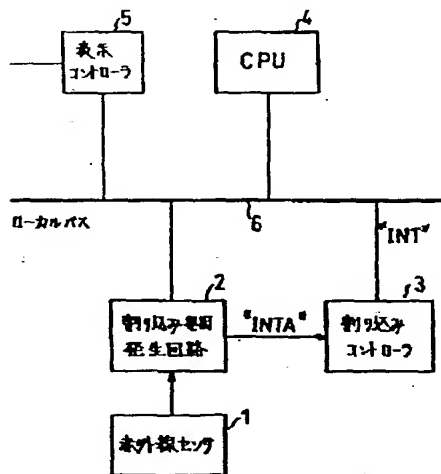 5
表示
コントローラ
4
CPU
ローカルバス
6
"INT"
2
割り込み要因
発生回路
"INTA"
3
割り込み
コントローラ
1
赤外線センサ